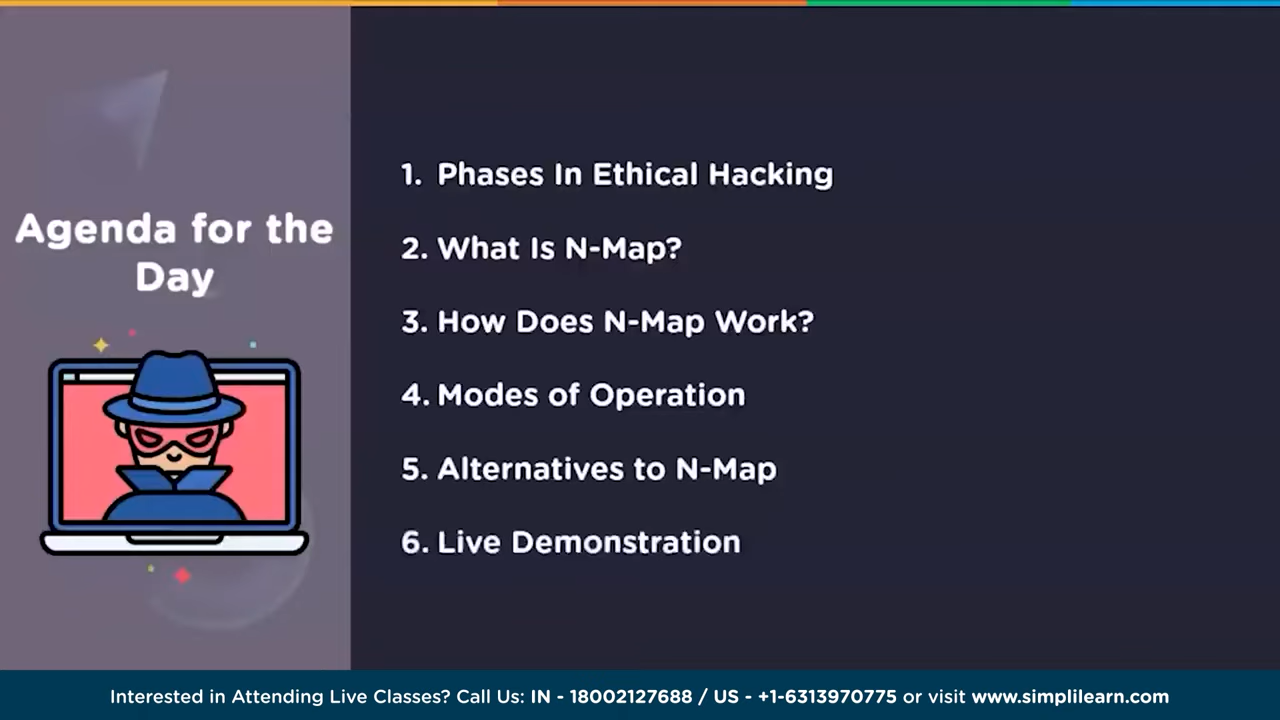 Agenda for the
Day
1. Phases In Ethical Hacking
2. What Is N-Map?
3. How Does N-Map Work?
4. Modes of Operation
5. Alternatives to N-Map
6. Live Demonstration
Interested in Attending Live Classes? Call Us: IN - 18002127688 / US - +1-6313970775 or visit www.simplilearn.com